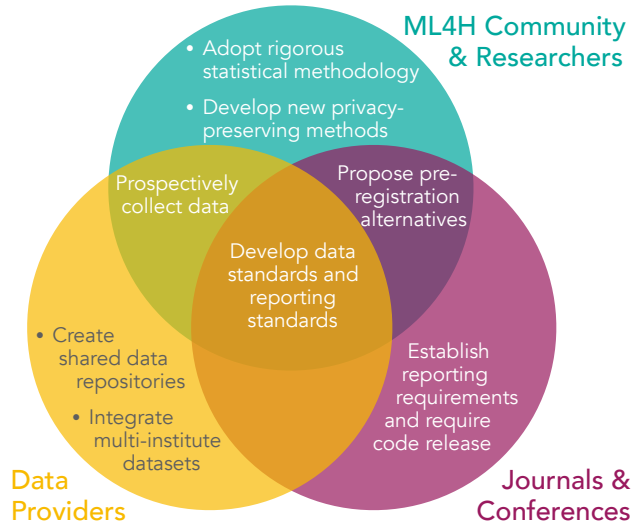 ML4H Community
& Researchers
• Adopt rigorous
statistical methodology
• Develop new privacy-
preserving methods
Prospectively
collect data
Propose pre-
registration
alternatives
Develop data
standards and
reporting
standards
• Create
shared data
repositories
• Integrate
multi-institute
datasets
Establish
reporting
requirements
and require
code release
Data
Providers
Journals &
Conferences